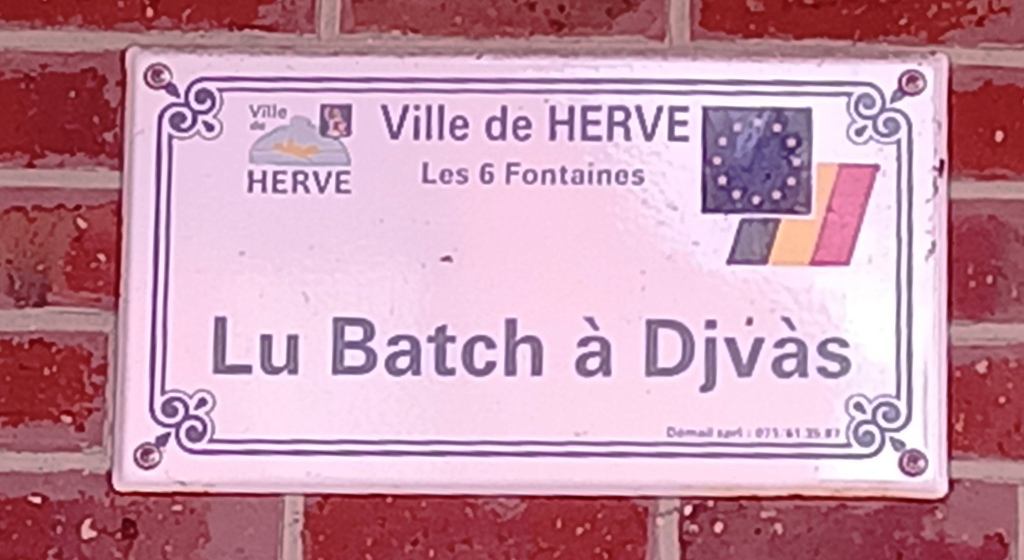 Ville
de
HERVE
Ville de HERVE
Les 6 Fontaines
Lu Batch à Djvàs